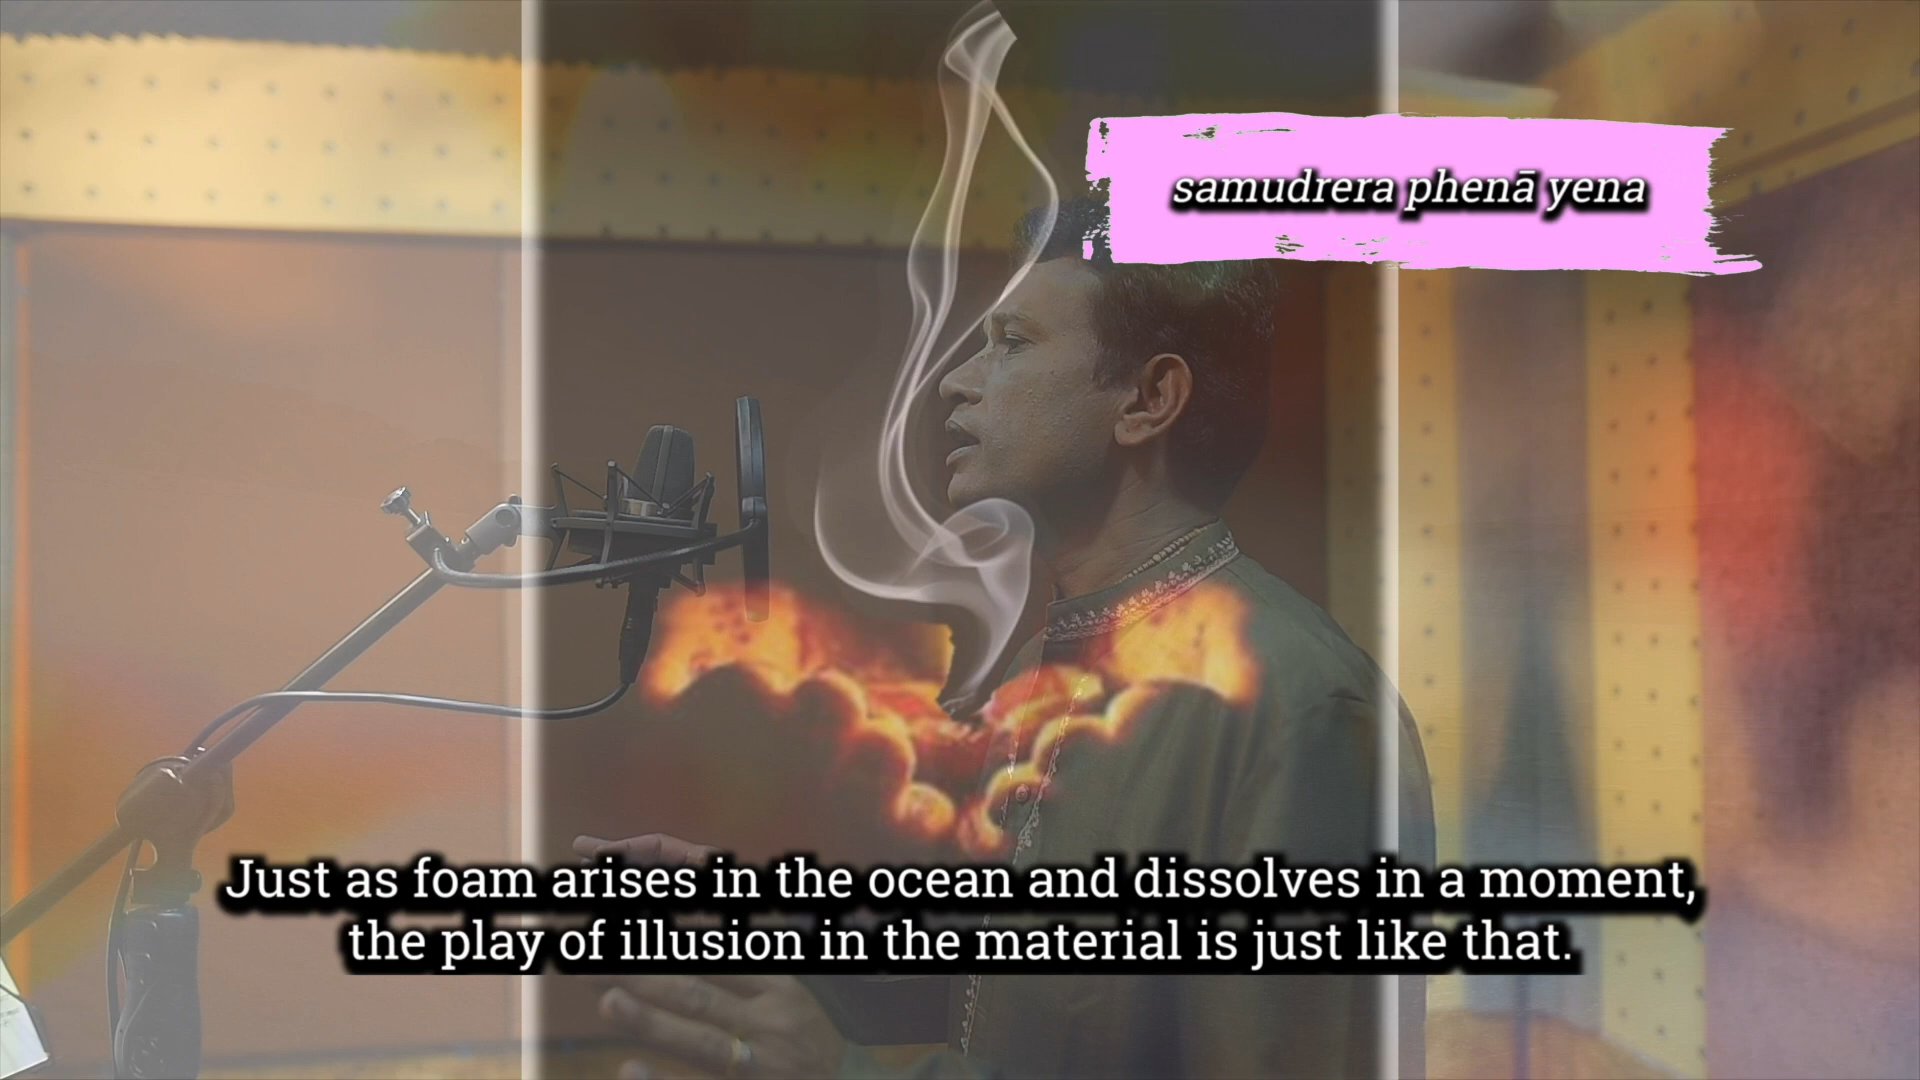 samudrera phenā yena
Just as foam arises in the ocean and dissolves in a moment,
the play of illusion in the material is just like that.